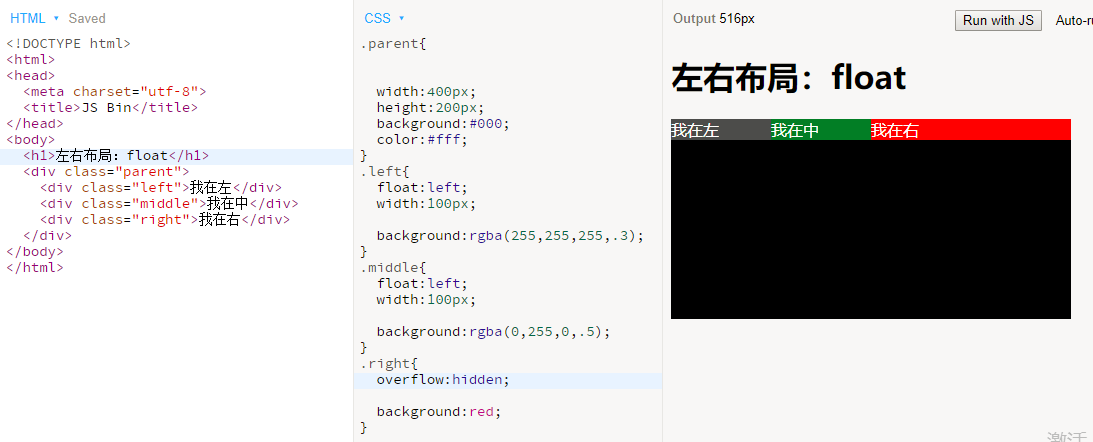 HTML ▾ Saved
<!DOCTYPE html>
<html>
<head>
<meta charset="utf-8">
<title>JS Bin</title>
</head>
<body>
<h1>左右布局：float</h1>
<div class="parent">
<div class="left">我在左</div>
<div class="middle">我在中</div>
<div class="right">我在右</div>
</div>
</body>
</html>
CSS ▾
.parent{
width:400px;
height:200px;
background:#000;
color:#fff;
}
.left{
float:left;
width:100px;
background:rgba(255,255,255,.3);
}
.middle{
float:left;
width:100px;
background:rgba(0,255,0,.5);
}
.right{
overflow:hidden;
background:red;
}
Output 516px
Run with JS
Auto-ru
左右布局：float
我在左 我在中 我在右
激活